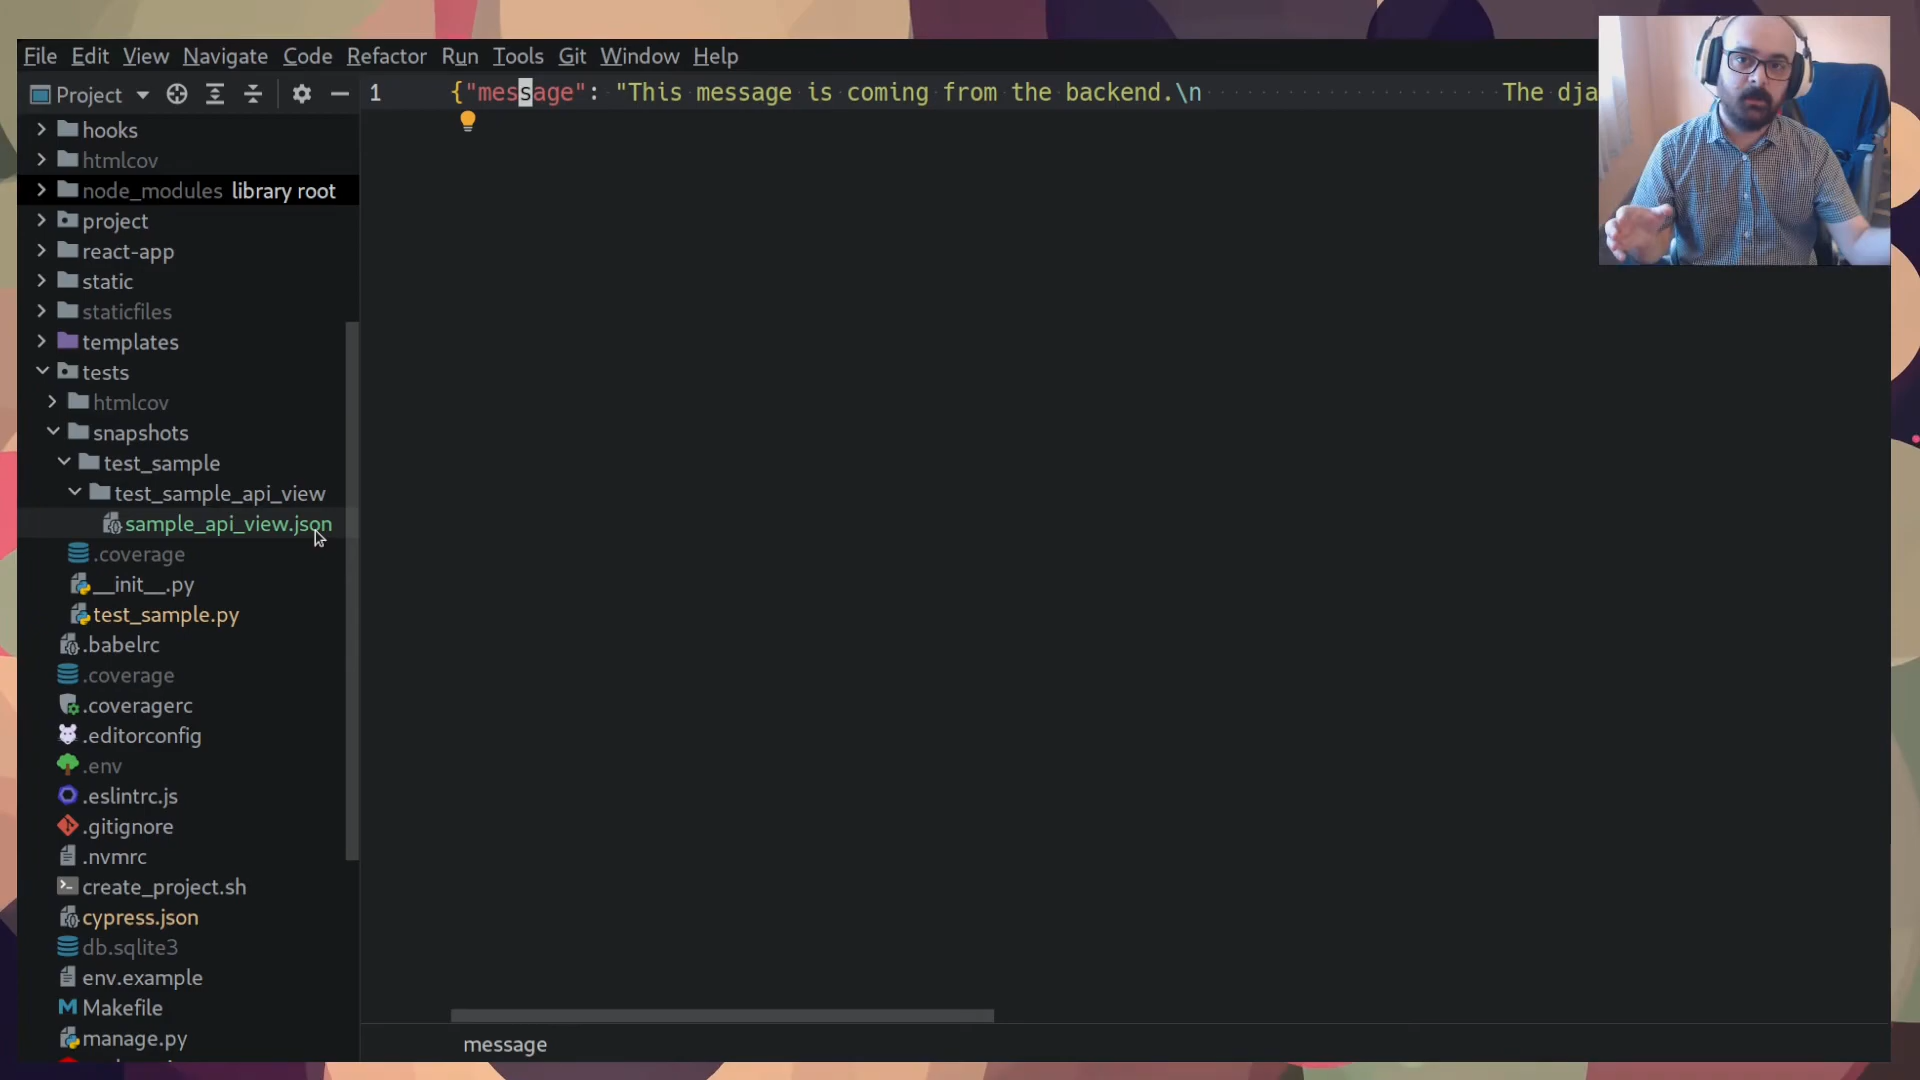 File Edit View Navigate Code Refactor Run Tools Git Window Help
Project
1 {"message": "This message is coming from the backend.\n The dja
hooks
htmlcov
node_modules library root
project
react-app
static
staticfiles
templates
tests
htmlcov
snapshots
test_sample
test_sample_api_view
sample_api_view.json
.coverage
__init__.py
test_sample.py
.babelrc
.coverage
.coveragerc
.editorconfig
.env
.eslintrc.js
.gitignore
.nvmrc
create_project.sh
cypress.json
db.sqlite3
env.example
Makefile
manage.py
message